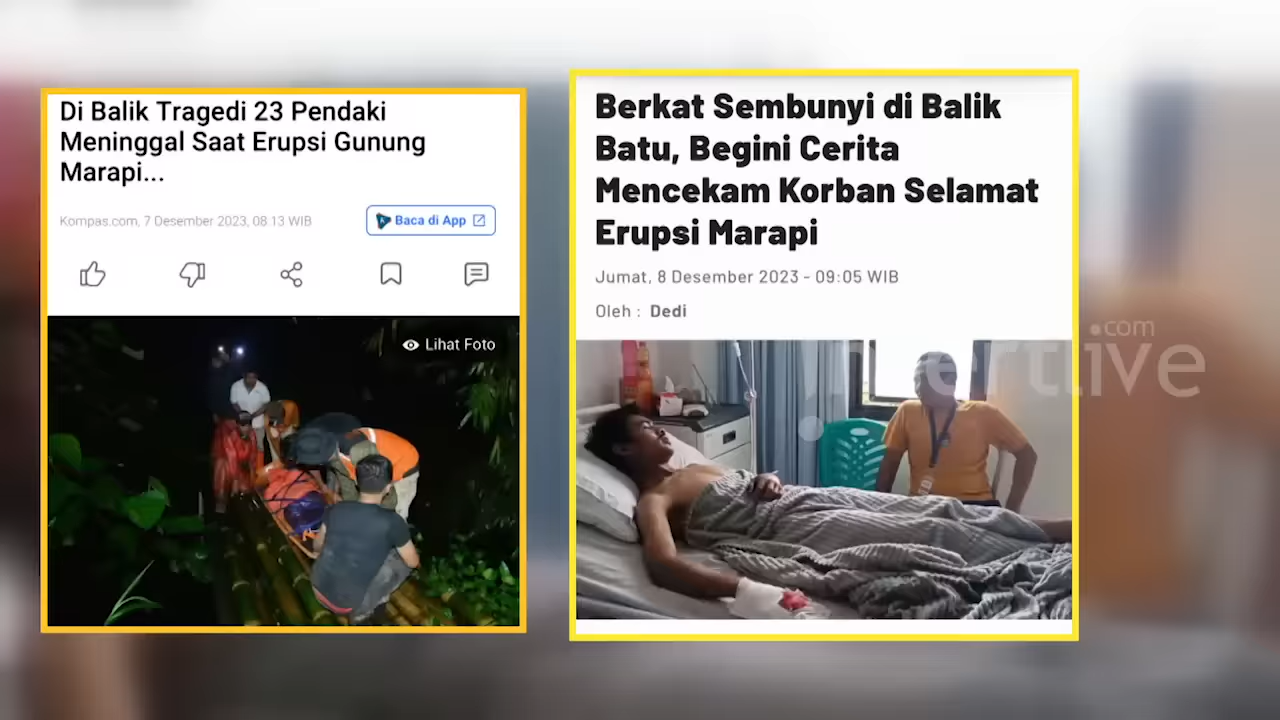 Di Balik Tragedi 23 Pendaki
Meninggal Saat Erupsi Gunung
Marapi...
Kompas.com, 7 Desember 2023, 08:13 WIB
Baca di App
Lihat Foto
Berkat Sembunyi di Balik
Batu, Begini Cerita
Mencekam Korban Selamat
Erupsi Marapi
Jumat, 8 Desember 2023 - 09:05 WIB
Oleh : Dedi
insertlive
.com